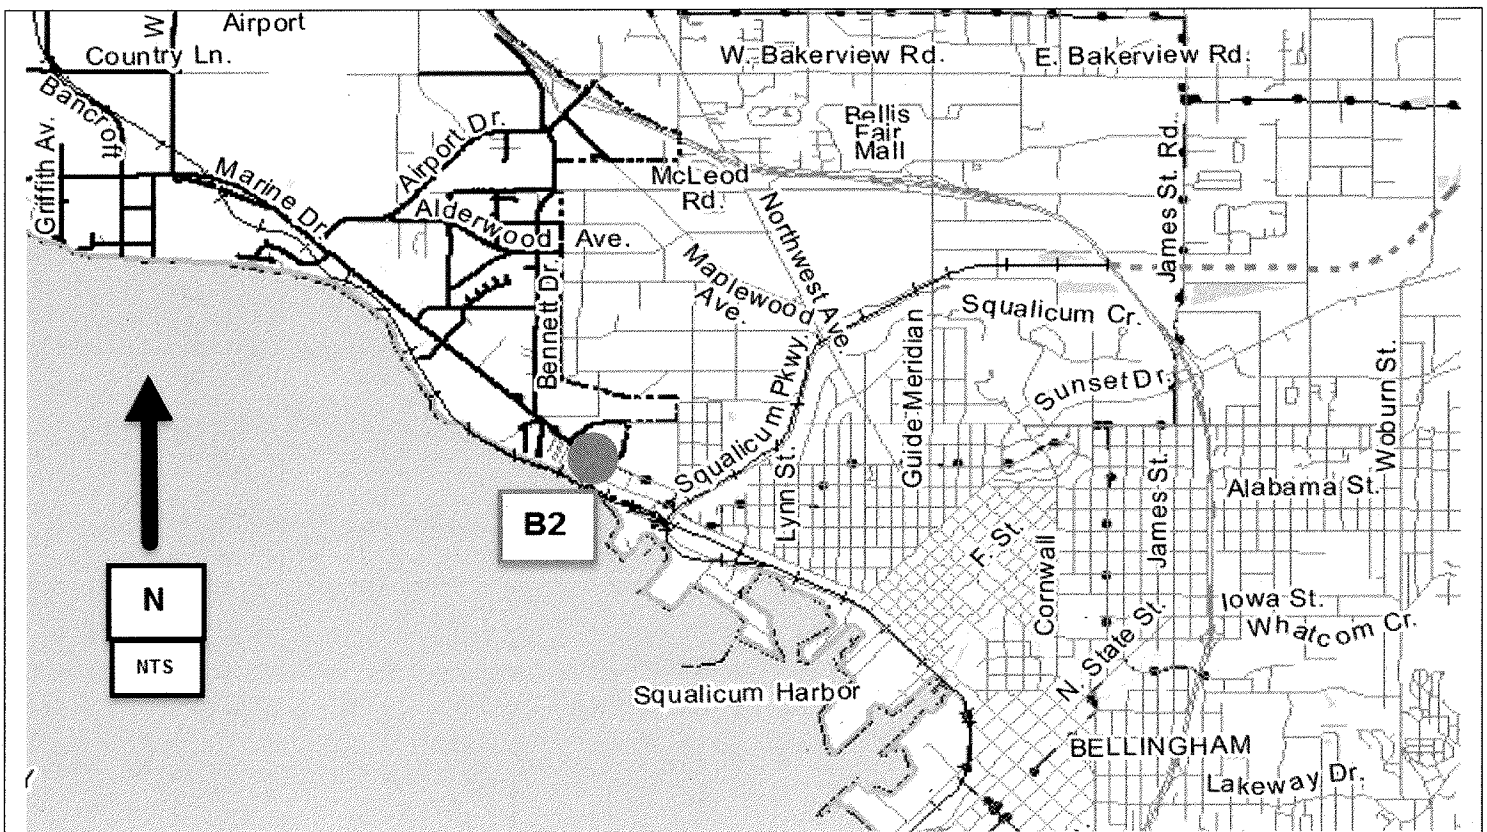 W
Airport
Country Ln.
W. Bakerview Rd.
E. Bakerview Rd.
Bancroft
Griffith Av.
Airport Dr.
Bellis
Fair
Mall
Marine Dr.
McLeod
Rd.
James St. Rd.
Alderwood Ave.
Northwest Ave.
Maplewood
Ave.
Bennett Dr.
Squalicum Cr.
Squalicum Pkwy.
Guide Meridian
Sunset Dr.
Woburn St.
Lynn St.
James St.
Alabama St.
B2
F. St.
Cornwall
N
Iowa St.
Whatcom Cr.
NTS
N. State St.
Squalicum Harbor
BELLINGHAM
Lakeway Dr.